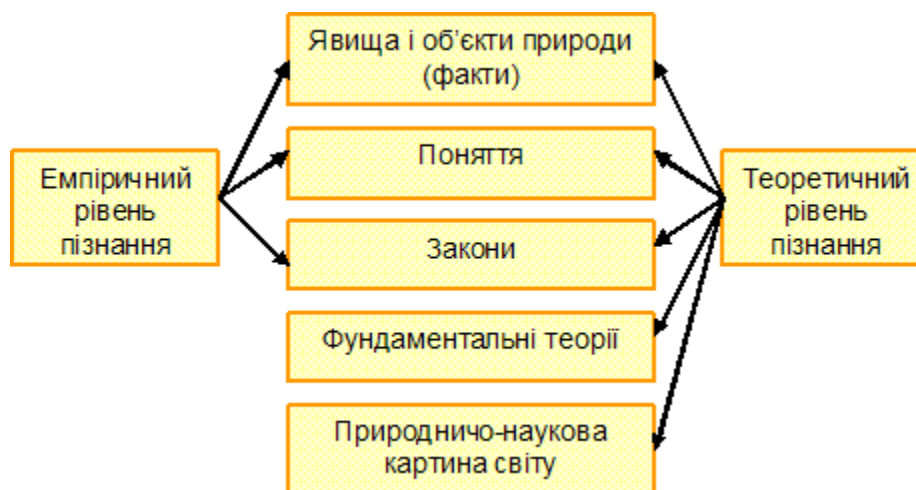 Явища і об’єкти природи
(факти)
Поняття
Емпіричний
рівень
пізнання
Теоретичний
рівень
пізнання
Закони
Фундаментальні теорії
Природничо-наукова
картина світу